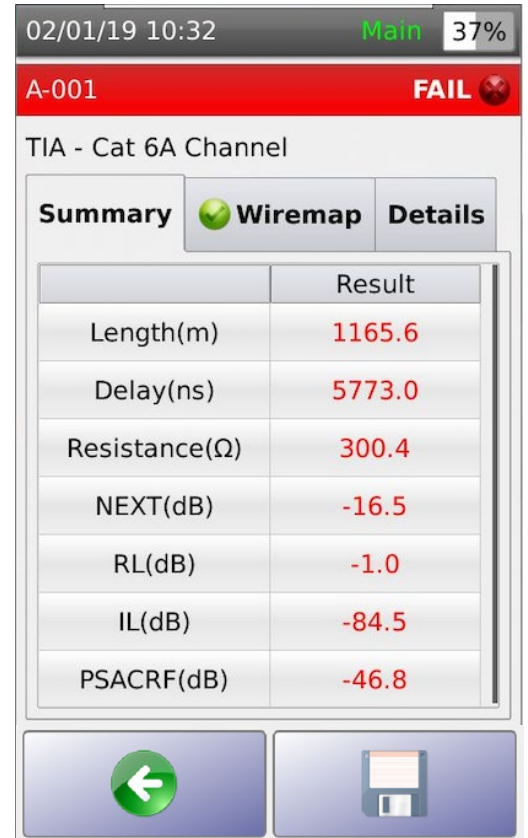 02/01/19 10:32 Main 37%
A-001 FAIL
TIA - Cat 6A Channel
Summary Wiremap Details
Result
Length(m) 1165.6
Delay(ns) 5773.0
Resistance(Ω) 300.4
NEXT(dB) -16.5
RL(dB) -1.0
IL(dB) -84.5
PSACRF(dB) -46.8